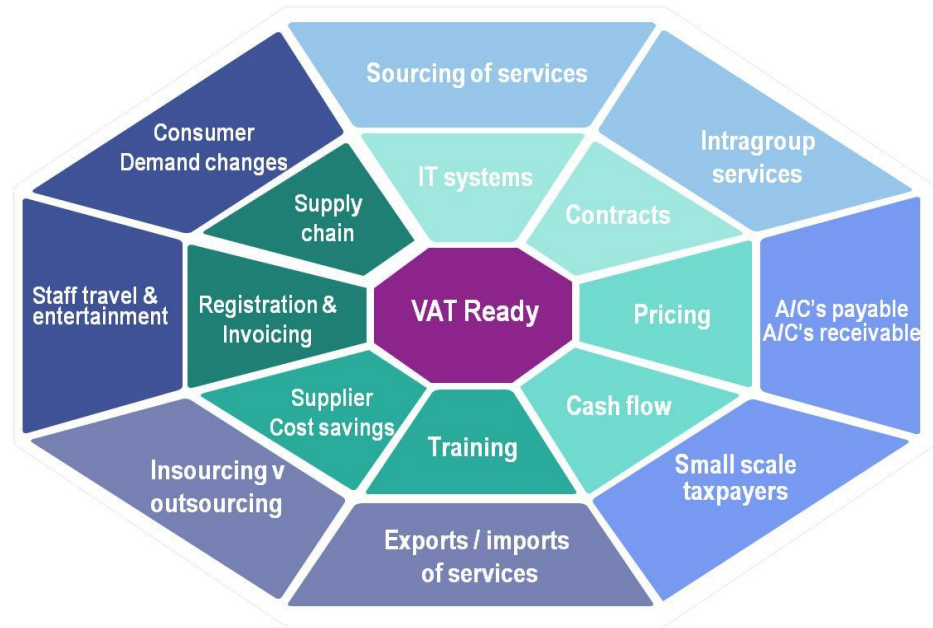 Sourcing of services
Consumer
Demand changes
Intragroup
services
IT systems
Supply
chain
Contracts
Staff travel &
entertainment
Registration &
Invoicing
VAT Ready
Pricing
A/C's payable
A/C's receivable
Supplier
Cost savings
Cash flow
Training
Insourcing v
outsourcing
Small scale
taxpayers
Exports / imports
of services